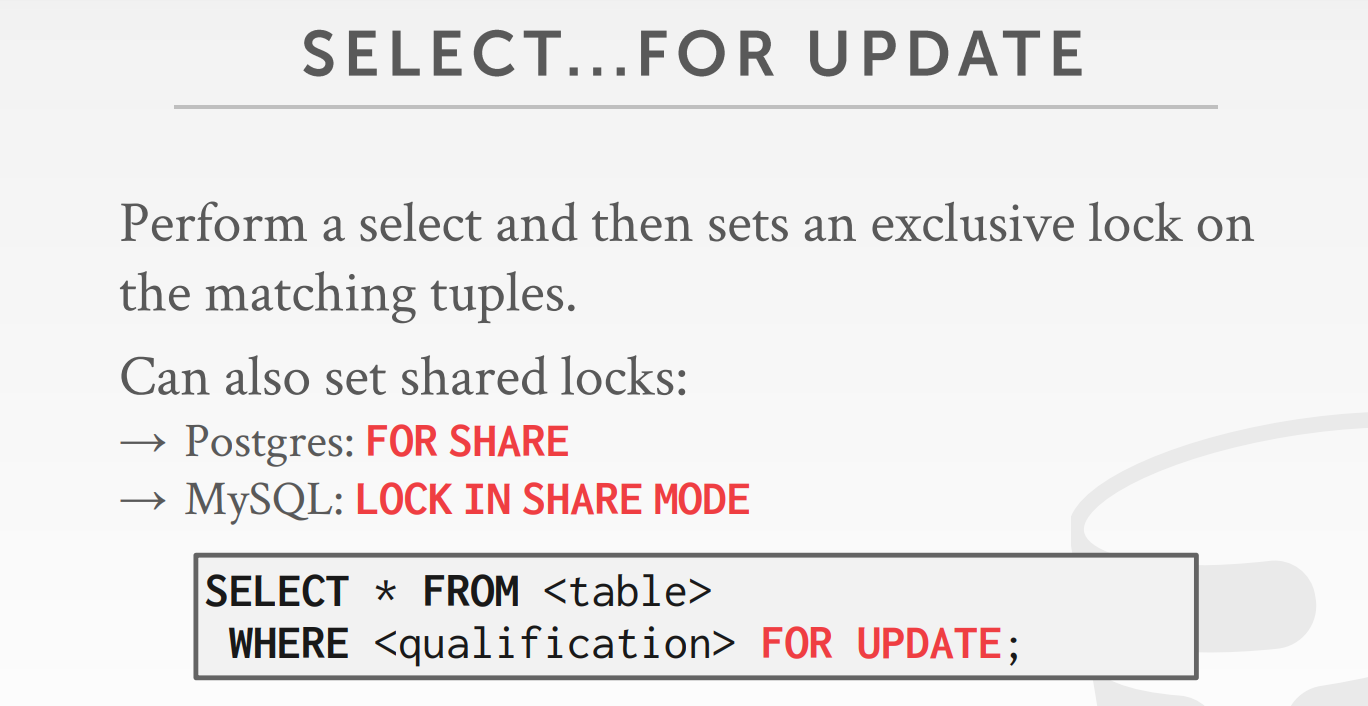 SELECT...FOR UPDATE
Perform a select and then sets an exclusive lock on
the matching tuples.
Can also set shared locks:
→ Postgres: FOR SHARE
→ MySQL: LOCK IN SHARE MODE
SELECT * FROM <table>
WHERE <qualification> FOR UPDATE;